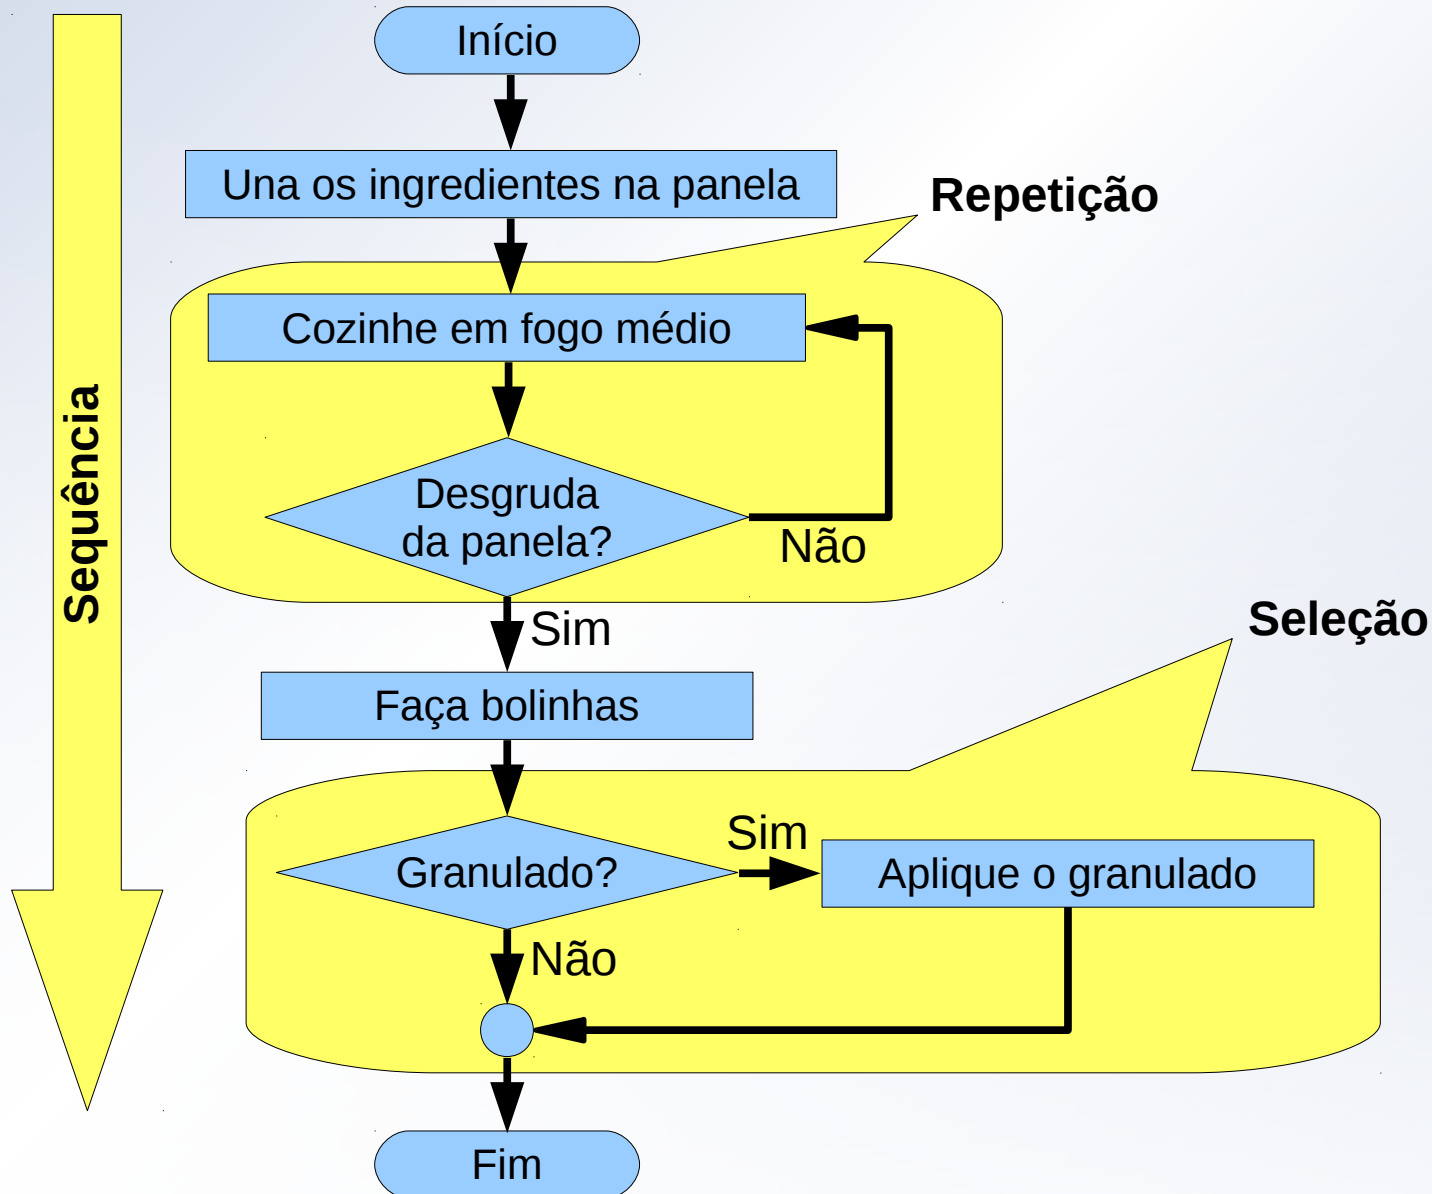 Início
Una os ingredientes na panela
Repetição
Cozinhe em fogo médio
Desgruda
da panela?
Não
Sequência
Sim
Seleção
Faça bolinhas
Sim
Granulado?
Aplique o granulado
Não
Fim